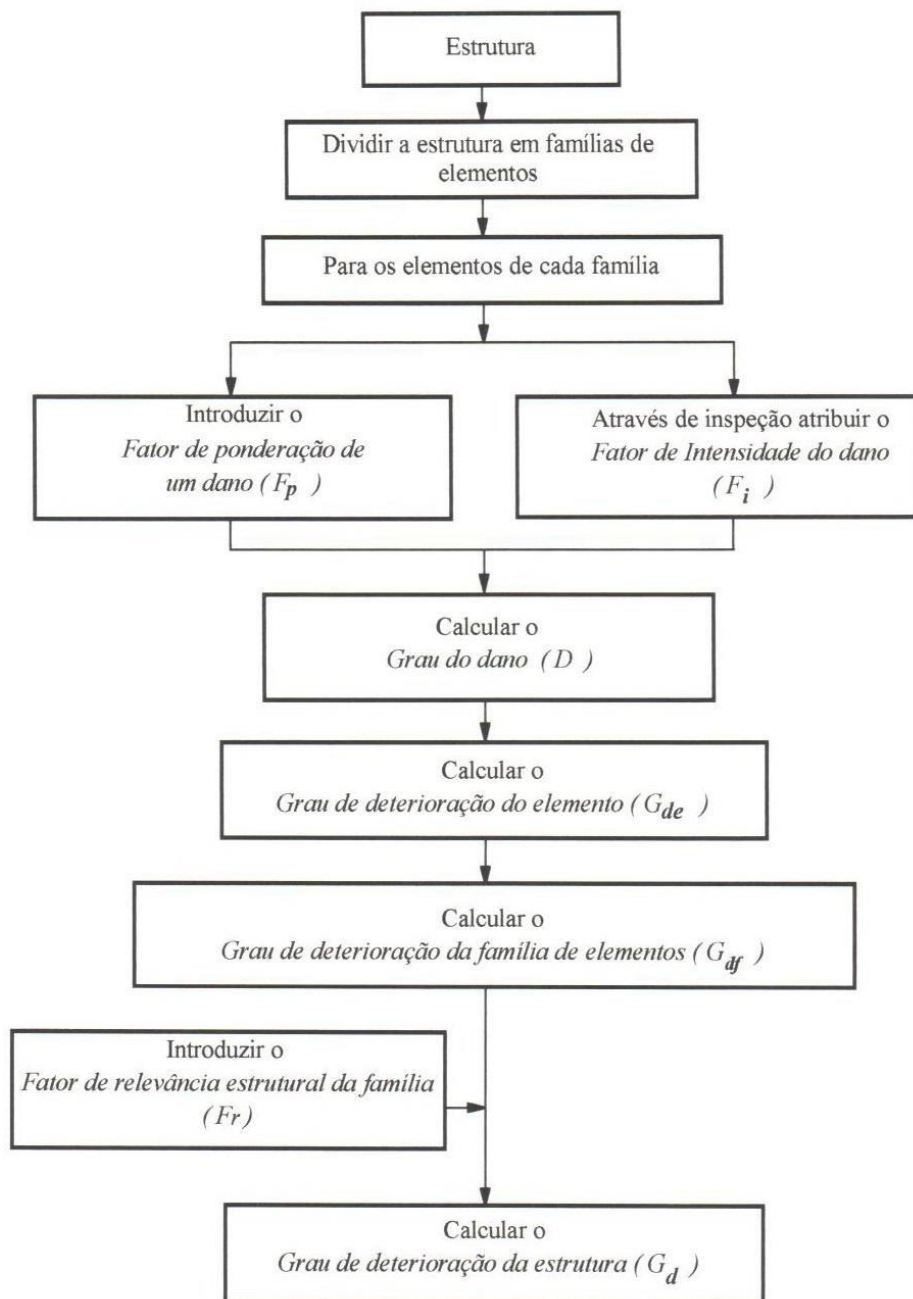 Estrutura
Dividir a estrutura em famílias de
elementos
Para os elementos de cada família
Introduzir o
Fator de ponderação de
um dano ( Fp )
Através de inspeção atribuir o
Fator de Intensidade do dano
( Fi )
Calcular o
Grau do dano ( D )
Calcular o
Grau de deterioração do elemento ( Gde )
Calcular o
Grau de deterioração da família de elementos ( Gdf )
Introduzir o
Fator de relevância estrutural da família
( Fr )
Calcular o
Grau de deterioração da estrutura ( Gd )